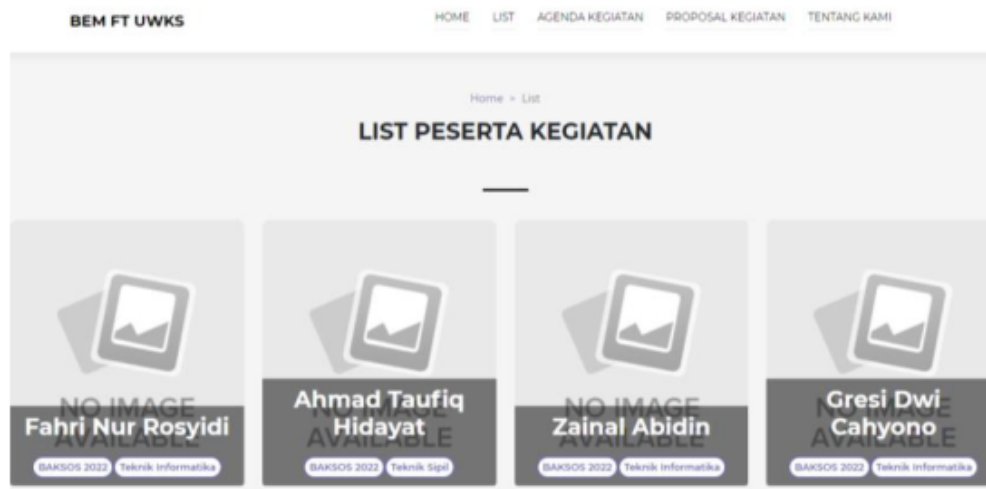 BEM FT UWKS
HOME LIST AGENDA KEGIATAN PROPOSAL KEGIATAN TENTANG KAMI
Home > List
LIST PESERTA KEGIATAN
NO IMAGE
AVAILABLE
Fahri Nur Rosyidi
BAKSOS 2022 Teknik Informatika
NO IMAGE
AVAILABLE
Ahmad Taufiq
Hidayat
BAKSOS 2022 Teknik Sipil
NO IMAGE
AVAILABLE
Zainal Abidin
BAKSOS 2022 Teknik Informatika
NO IMAGE
AVAILABLE
Gresi Dwi
Cahyono
BAKSOS 2022 Teknik Informatika